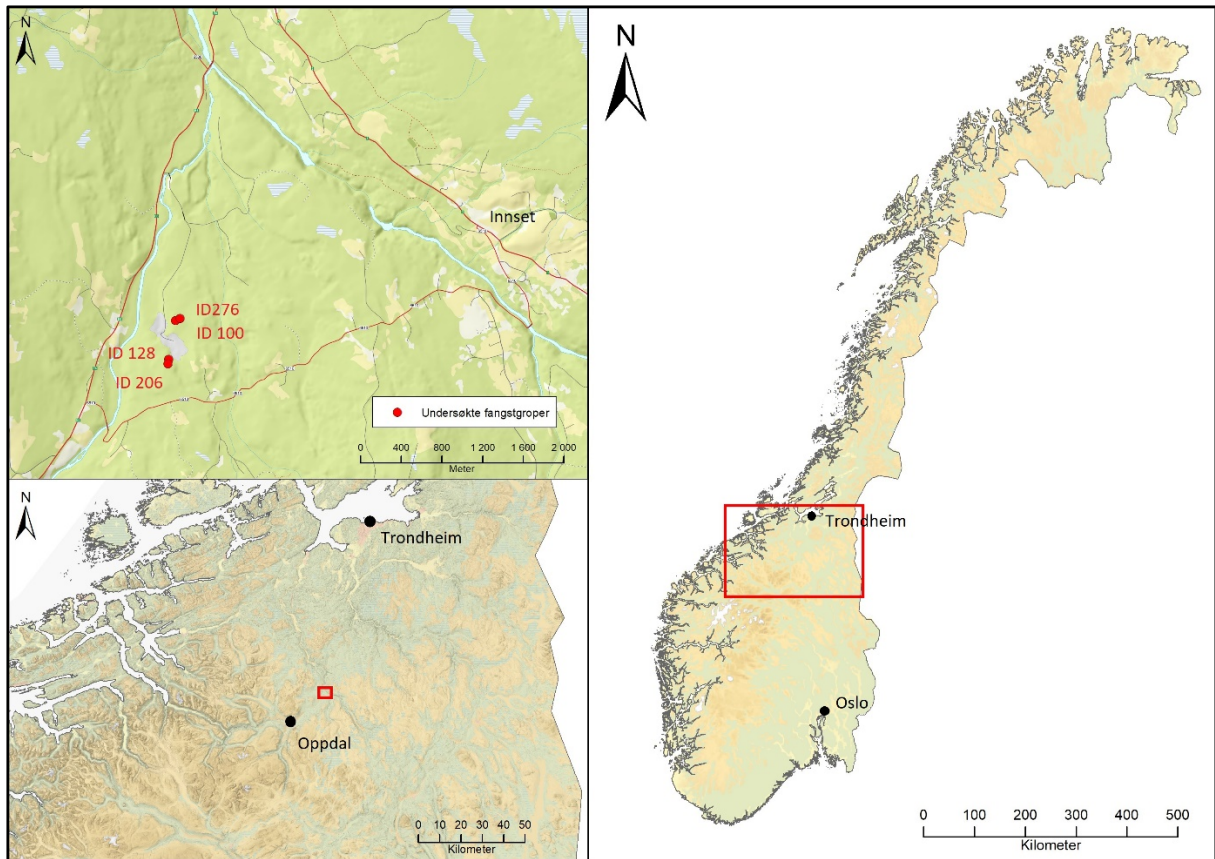 N
Innset
ID276
ID 100
ID 128
ID 206
Undersøkte fangstgroper
0 400 800 1 200 1 600 2 000
Meter
N
Trondheim
Oppdal
0 10 20 30 40 50
Kilometer
N
Trondheim
Oslo
0 100 200 300 400 500
Kilometer